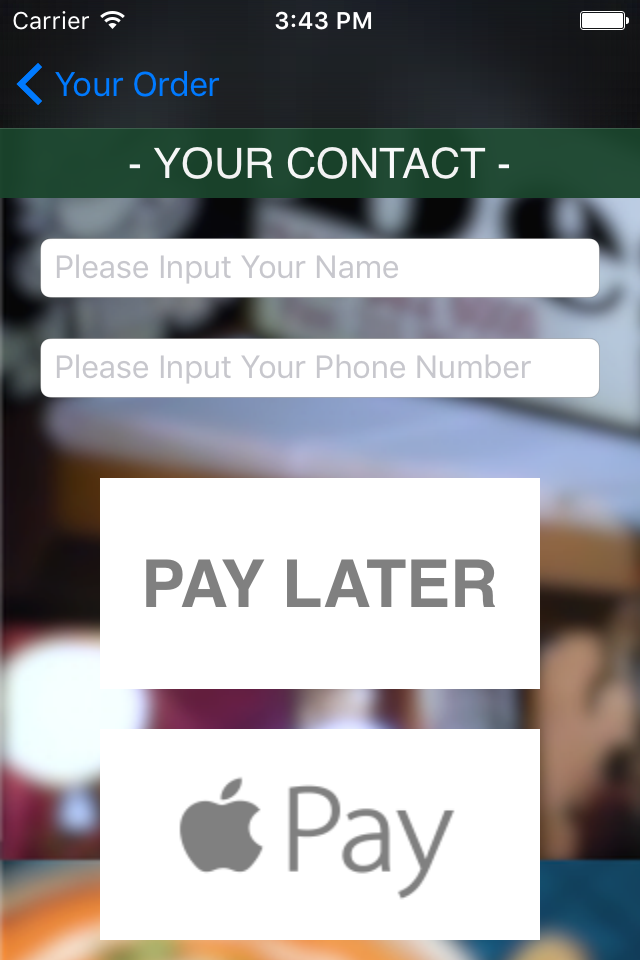 Carrier 3:43 PM
Your Order
- YOUR CONTACT -
Please Input Your Name
Please Input Your Phone Number
PAY LATER
Pay